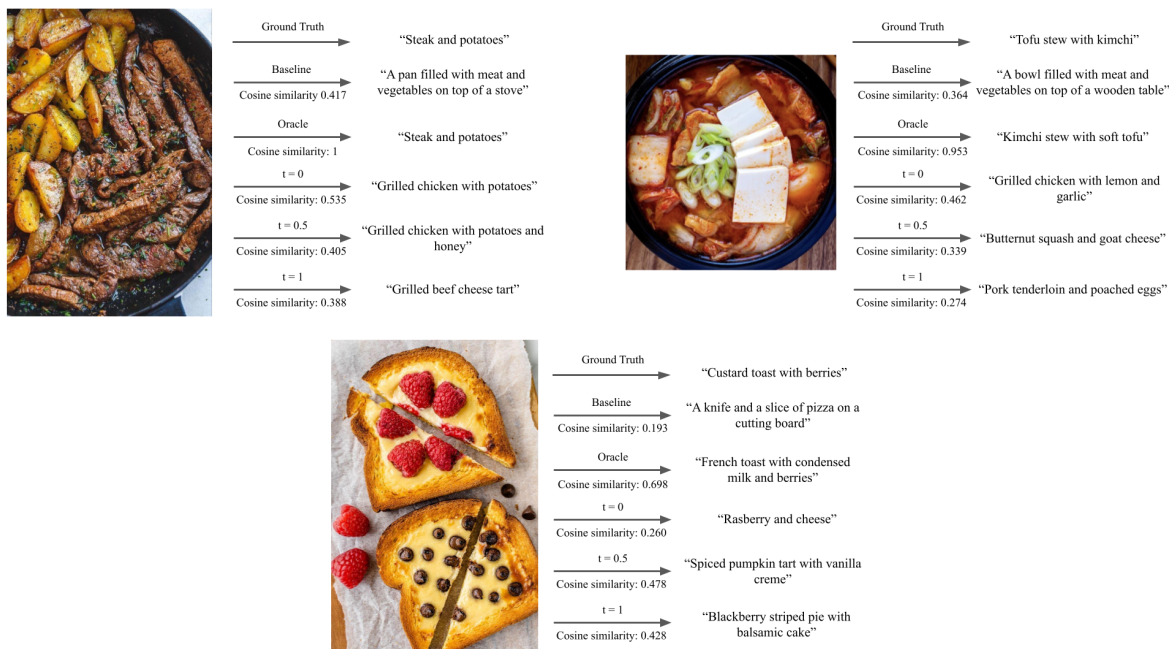 Ground Truth
“Steak and potatoes”
Baseline
Cosine similarity 0.417
“A pan filled with meat and
vegetables on top of a stove”
Oracle
Cosine similarity: 1
“Steak and potatoes”
t = 0
Cosine similarity: 0.535
“Grilled chicken with potatoes”
t = 0.5
Cosine similarity: 0.405
“Grilled chicken with potatoes and
honey”
t = 1
Cosine similarity: 0.388
“Grilled beef cheese tart”
Ground Truth
“Tofu stew with kimchi”
Baseline
Cosine similarity: 0.364
“A bowl filled with meat and
vegetables on top of a wooden table”
Oracle
Cosine similarity: 0.953
“Kimchi stew with soft tofu”
t = 0
Cosine similarity: 0.462
“Grilled chicken with lemon and
garlic”
t = 0.5
Cosine similarity: 0.339
“Butternut squash and goat cheese”
t = 1
Cosine similarity: 0.274
“Pork tenderloin and poached eggs”
Ground Truth
“Custard toast with berries”
Baseline
Cosine similarity: 0.193
“A knife and a slice of pizza on a
cutting board”
Oracle
Cosine similarity: 0.698
“French toast with condensed
milk and berries”
t = 0
Cosine similarity: 0.260
“Rasberry and cheese”
t = 0.5
Cosine similarity: 0.478
“Spiced pumpkin tart with vanilla
creme”
t = 1
Cosine similarity: 0.428
“Blackberry striped pie with
balsamic cake”